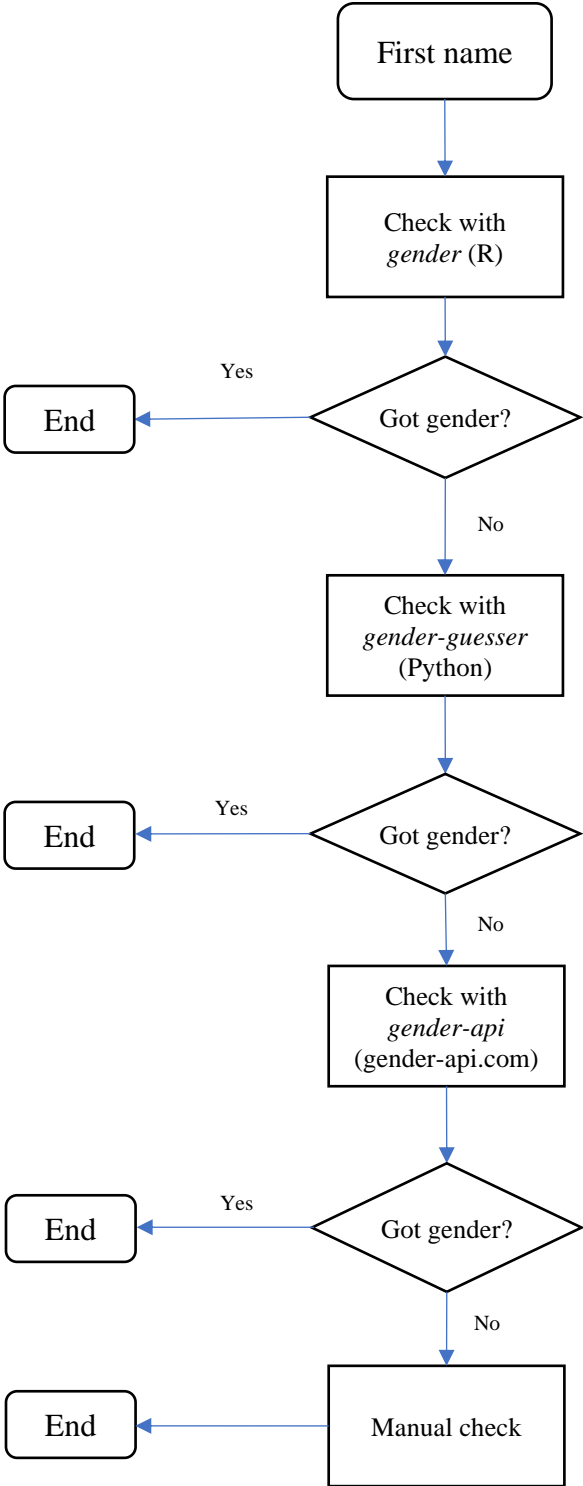 First name
Check with
gender (R)
Yes
End
Got gender?
No
Check with
gender-guesser
(Python)
Yes
End
Got gender?
No
Check with
gender-api
(gender-api.com)
Yes
End
Got gender?
No
End
Manual check